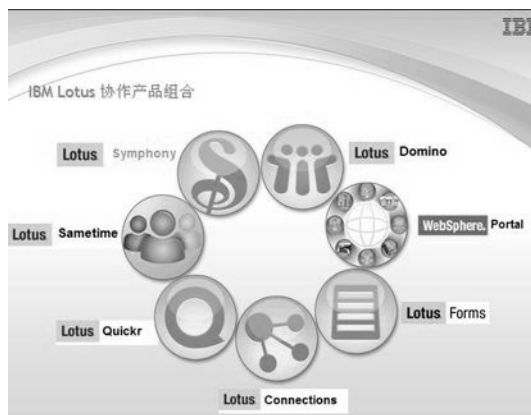 IBM
IBM Lotus 协作产品组合
Lotus Symphony
Lotus Domino
Lotus Sametime
WebSphere. Portal
Lotus Quickr
Lotus Forms
Lotus Connections